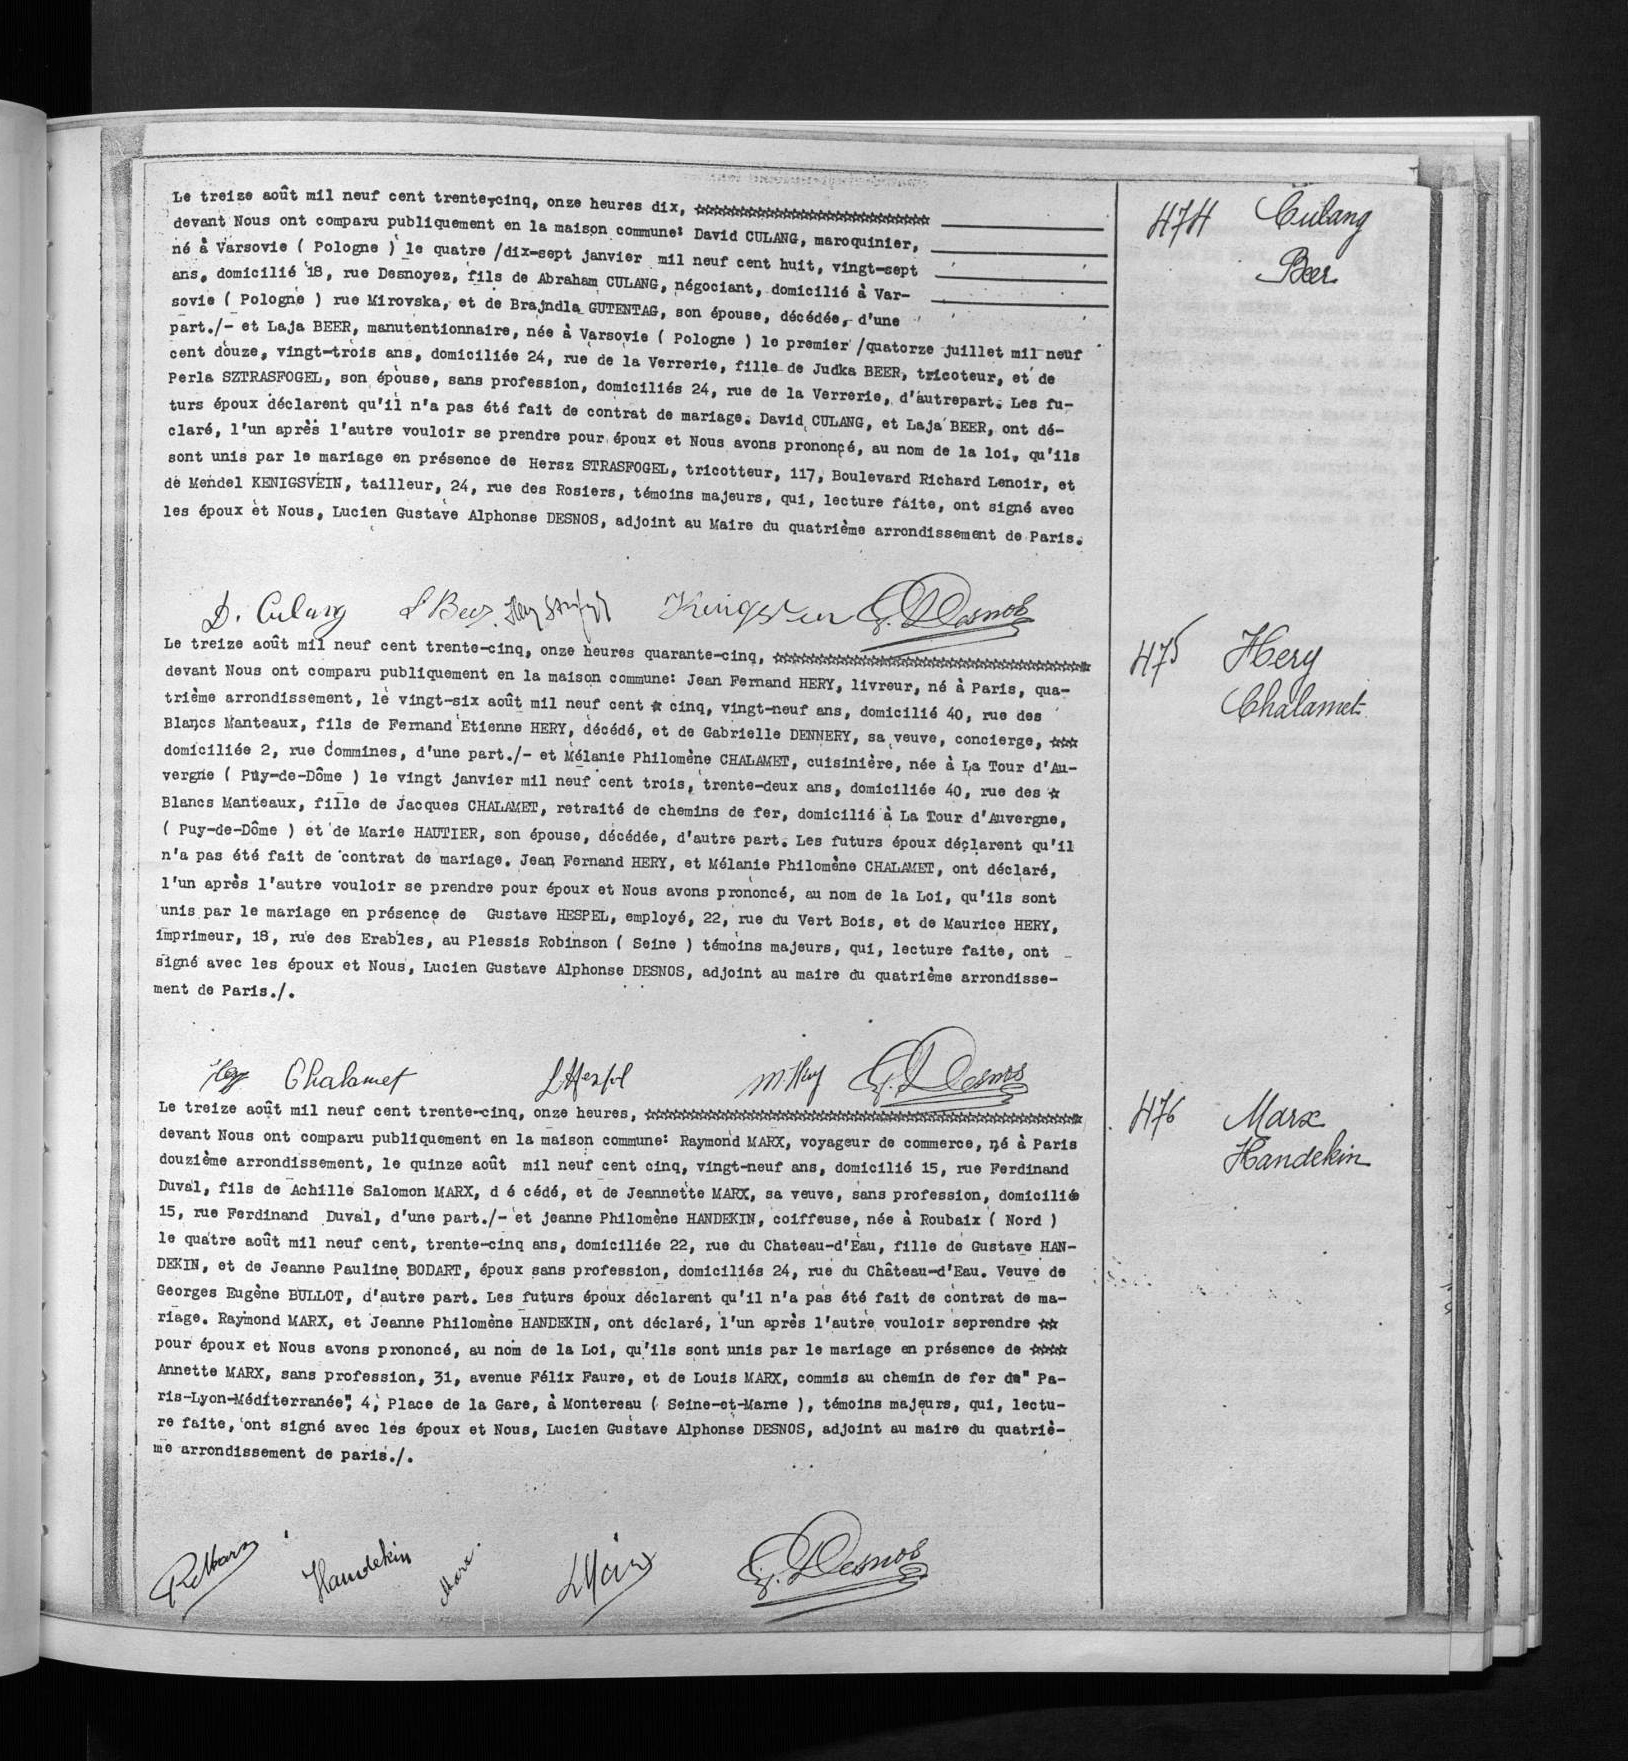 Le treize août mil neuf cent trente-cinq, onze heures dix, ☆☆☆☆☆☆☆☆☆☆☆☆☆☆☆☆☆☆☆☆☆☆☆☆☆☆
devant Nous ont comparu publiquement en la maison commune: David CULANG, maroquinier,
né à Varsovie ( Pologne ) le quatre /dix-sept janvier mil neuf cent huit, vingt-sept
ans, domicilié 18, rue Desnoyez, fils de Abraham CULANG, négociant, domicilié à Var-
sovie ( Pologne ) rue Mirovska, et de Brajndla GUTENTAG, son épouse, décédée, d'une
part./- et Laja BEER, manutentionnaire, née à Varsovie ( Pologne ) le premier /quatorze juillet mil neuf
cent douze, vingt-trois ans, domiciliée 24, rue de la Verrerie, fille de Judka BEER, tricoteur, et de
Perla SZTRASFOGEL, son épouse, sans profession, domiciliés 24, rue de la Verrerie, d'autrepart. Les fu-
turs époux déclarent qu'il n'a pas été fait de contrat de mariage. David CULANG, et Laja BEER, ont dé-
claré, l'un après l'autre vouloir se prendre pour époux et Nous avons prononçé, au nom de la loi, qu'ils
sont unis par le mariage en présence de Hersz STRASFOGEL, tricotteur, 117, Boulevard Richard Lenoir, et
de Mendel KENIGSVEIN, tailleur, 24, rue des Rosiers, témoins majeurs, qui, lecture faite, ont signé avec
les époux et Nous, Lucien Gustave Alphonse DESNOS, adjoint au Maire du quatrième arrondissement de Paris.
474 Culang
Beer
D. Culang L Beer G. L Desnos
Le treize août mil neuf cent trente-cinq, onze heures quarante-cinq, ☆☆☆☆☆☆☆☆☆☆☆☆☆☆☆☆☆☆☆☆☆☆☆☆☆☆☆☆☆☆☆☆☆☆
devant Nous ont comparu publiquement en la maison commune: Jean Fernand HERY, livreur, né à Paris, qua-
trième arrondissement, le vingt-six août mil neuf cent ☆ cinq, vingt-neuf ans, domicilié 40, rue des
Blancs Manteaux, fils de Fernand Etienne HERY, décédé, et de Gabrielle DENNERY, sa veuve, concierge, ☆☆☆
domiciliée 2, rue Commines, d'une part./- et Mélanie Philomène CHALAMET, cuisinière, née à La Tour d'Au-
vergne ( Puy-de-Dôme ) le vingt janvier mil neuf cent trois, trente-deux ans, domiciliée 40, rue des ☆
Blancs Manteaux, fille de Jacques CHALAMET, retraité de chemins de fer, domicilié à La Tour d'Auvergne,
( Puy-de-Dôme ) et de Marie HAUTIER, son épouse, décédée, d'autre part. Les futurs époux déclarent qu'il
n'a pas été fait de contrat de mariage. Jean Fernand HERY, et Mélanie Philomène CHALAMET, ont déclaré,
l'un après l'autre vouloir se prendre pour époux et Nous avons prononcé, au nom de la Loi, qu'ils sont
unis par le mariage en présence de Gustave HESPEL, employé, 22, rue du Vert Bois, et de Maurice HERY,
imprimeur, 18, rue des Erables, au Plessis Robinson ( Seine ) témoins majeurs, qui, lecture faite, ont
signé avec les époux et Nous, Lucien Gustave Alphonse DESNOS, adjoint au maire du quatrième arrondisse-
ment de Paris./.
475 Hery
Chalamet
Hery Chalamet M. Hery G. L Desnos
Le treize août mil neuf cent trente-cinq, onze heures, ☆☆☆☆☆☆☆☆☆☆☆☆☆☆☆☆☆☆☆☆☆☆☆☆☆☆☆☆☆☆☆☆☆☆☆☆☆☆☆☆☆☆☆☆☆☆☆☆
devant Nous ont comparu publiquement en la maison commune: Raymond MARX, voyageur de commerce, né à Paris
douzième arrondissement, le quinze août mil neuf cent cinq, vingt-neuf ans, domicilié 15, rue Ferdinand
Duval, fils de Achille Salomon MARX, d é cédé, et de Jeannette MARX, sa veuve, sans profession, domiciliée
15, rue Ferdinand Duval, d'une part./- et jeanne Philomène HANDEKIN, coiffeuse, née à Roubaix ( Nord )
le quatre août mil neuf cent, trente-cinq ans, domiciliée 22, rue du Chateau-d'Eau, fille de Gustave HAN-
DEKIN, et de Jeanne Pauline BODART, époux sans profession, domiciliés 24, rue du Château-d'Eau. Veuve de
Georges Eugène BULLOT, d'autre part. Les futurs époux déclarent qu'il n'a pas été fait de contrat de ma-
riage. Raymond MARX, et Jeanne Philomène HANDEKIN, ont déclaré, l'un après l'autre vouloir seprendre ☆☆
pour époux et Nous avons prononcé, au nom de la Loi, qu'ils sont unis par le mariage en présence de ☆☆☆☆
Annette MARX, sans profession, 31, avenue Félix Faure, et de Louis MARX, commis au chemin de fer du" Pa-
ris-Lyon-Méditerranée", 4, Place de la Gare, à Montereau ( Seine-et-Marne ), témoins majeurs, qui, lectu-
re faite, ont signé avec les époux et Nous, Lucien Gustave Alphonse DESNOS, adjoint au maire du quatriè-
me arrondissement de paris./.
476 Marx
Handekin
R Marx Handekin Marx. L Marx G. L Desnos